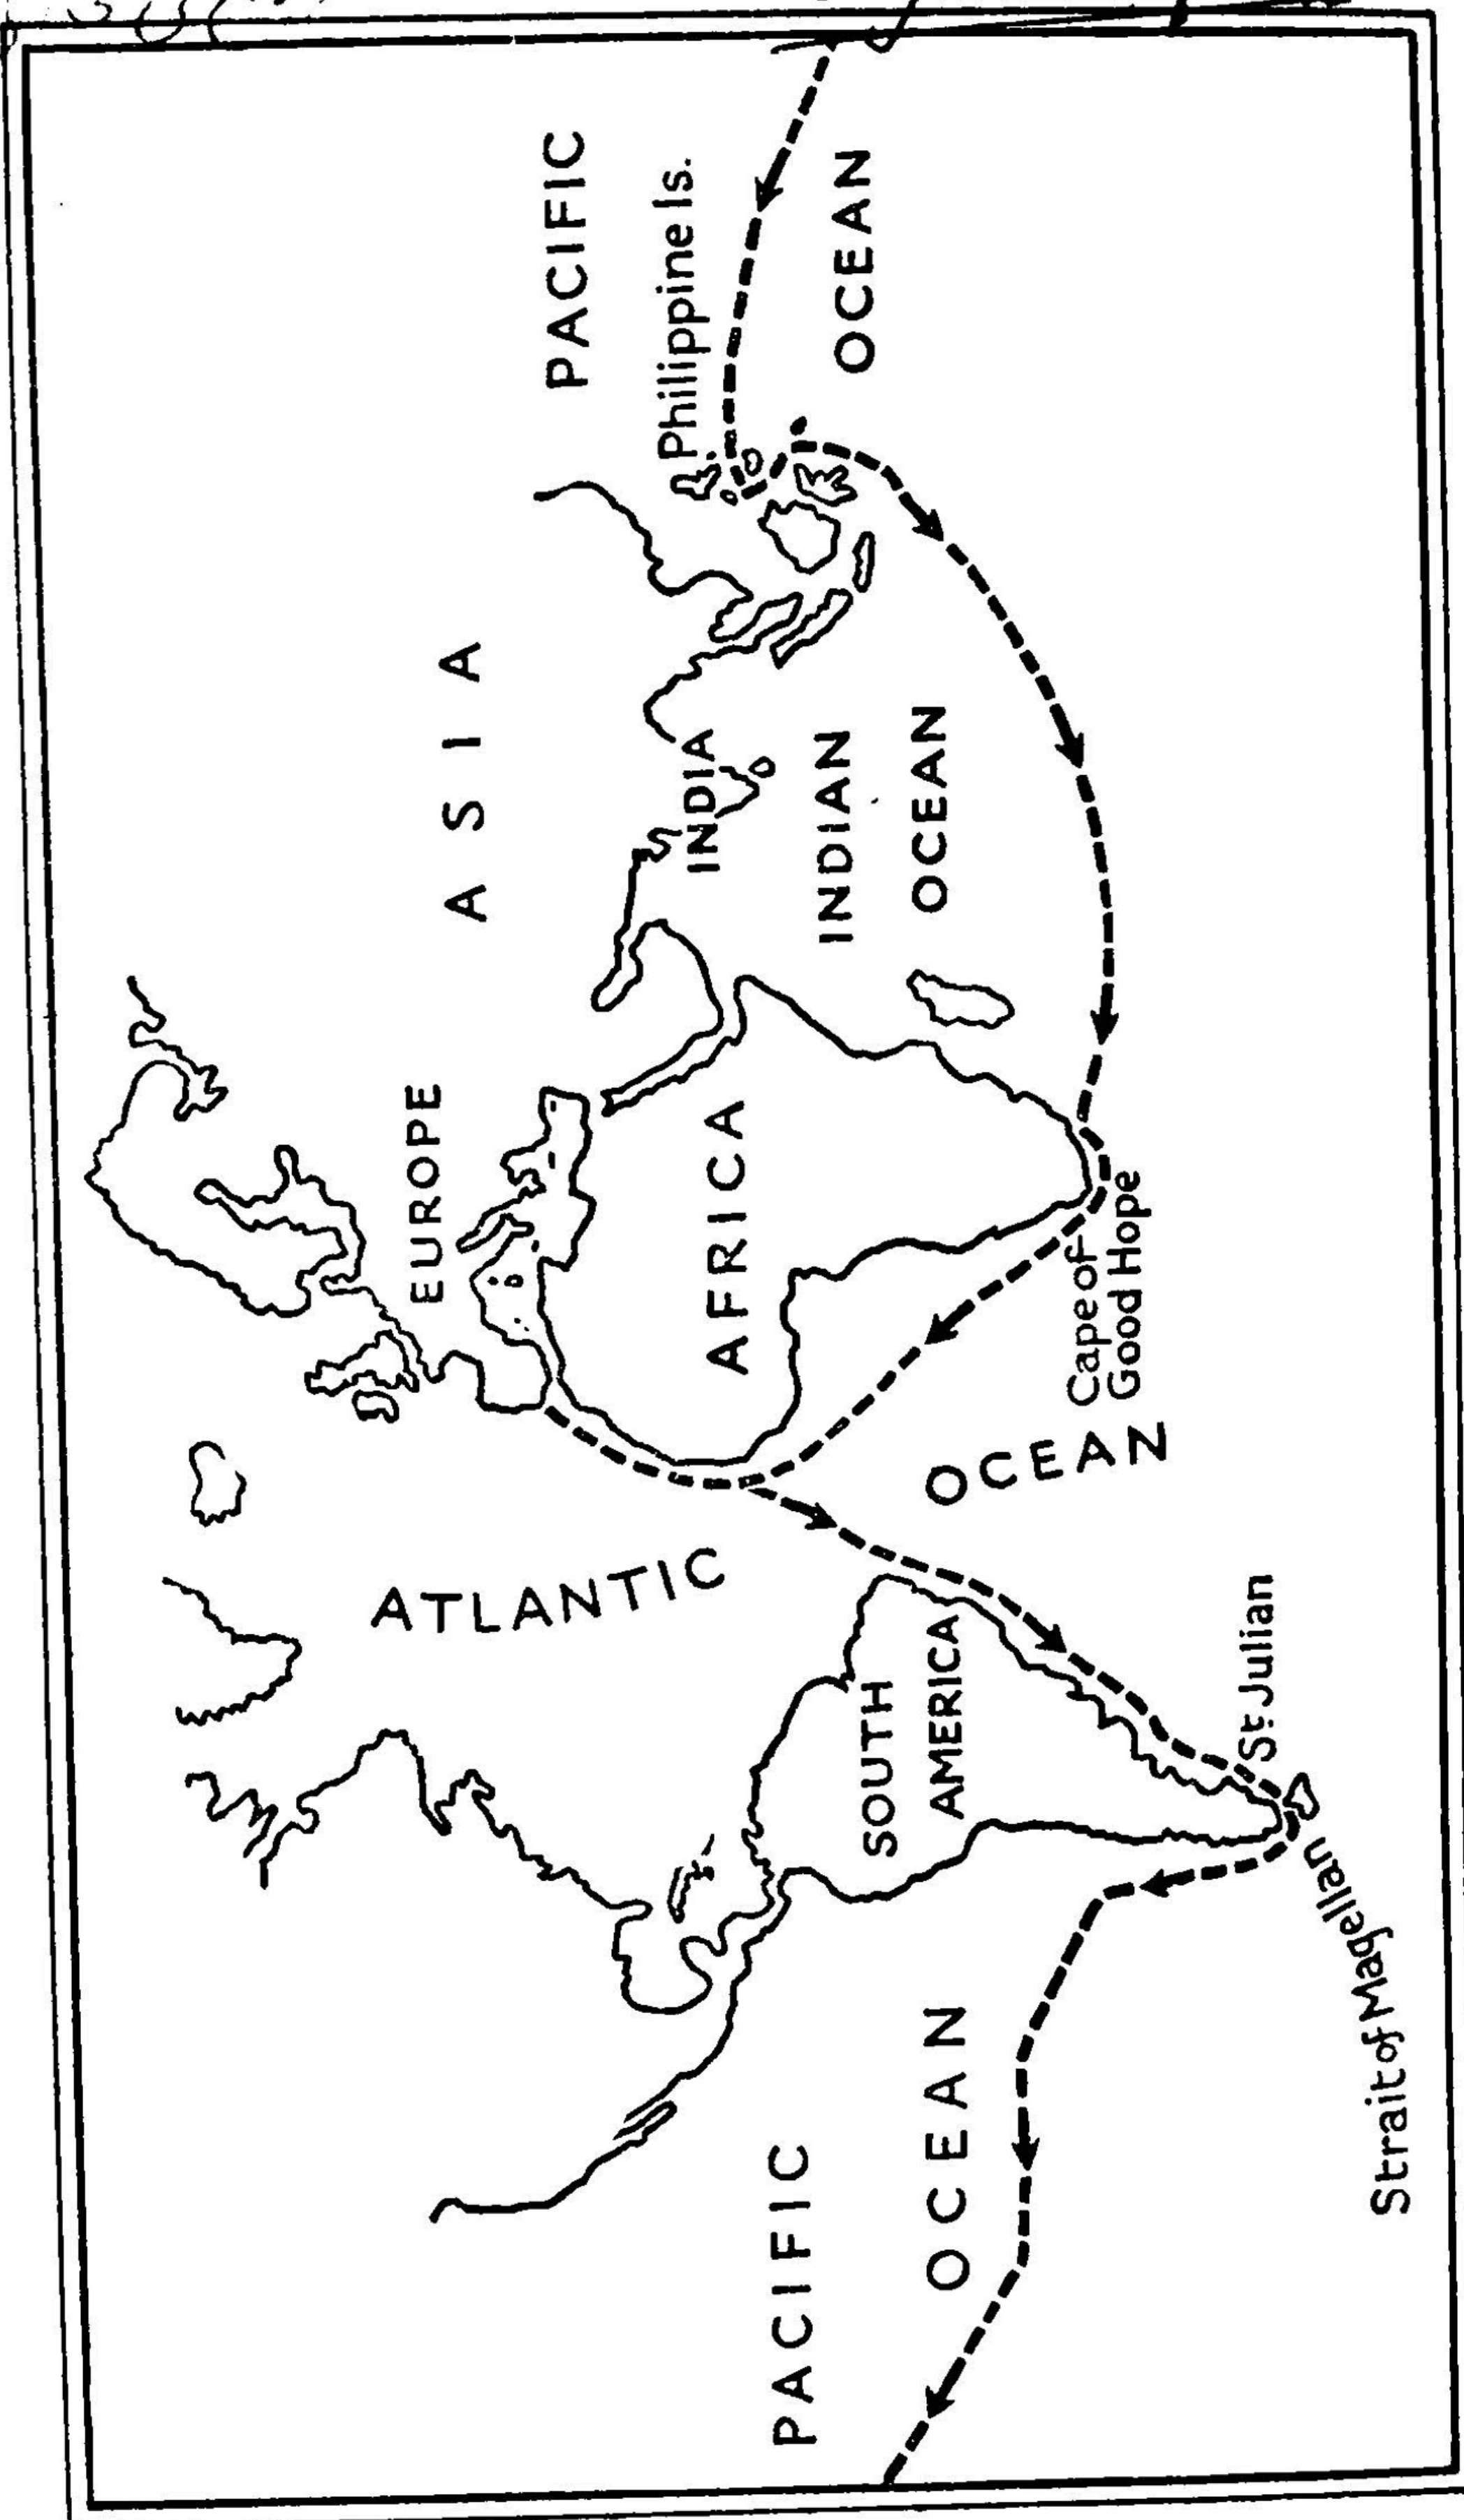 EUROPE
ASIA
PACIFIC
Philippine Is.
OCEAN
ATLANTIC
AFRICA
INDIA
INDIAN
OCEAN
PACIFIC
OCEAN
SOUTH
AMERICA
OCEAN
Cape of
Good Hope
St. Julian
Strait of Magellan